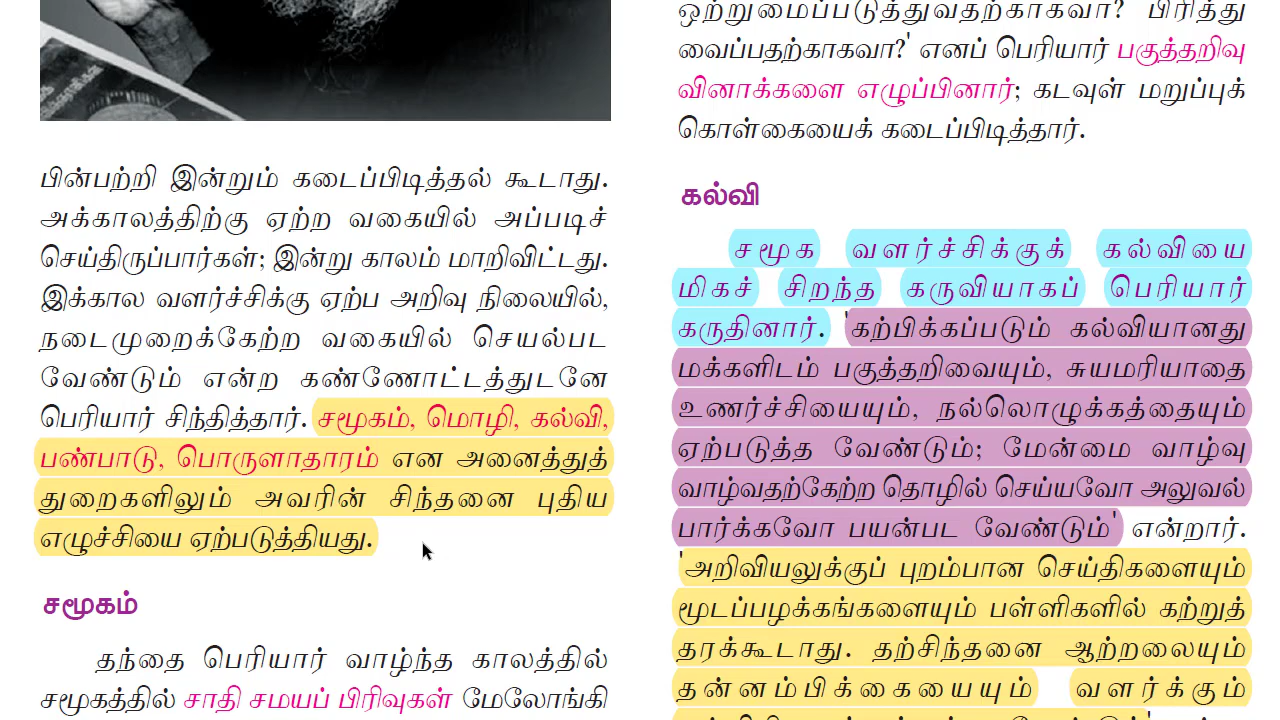 பின்பற்றி இன்றும் கடைப்பிடித்தல் கூடாது.
அக்காலத்திற்கு ஏற்ற வகையில் அப்படிச்
செய்திருப்பார்கள்; இன்று காலம் மாறிவிட்டது.
இக்கால வளர்ச்சிக்கு ஏற்ப அறிவு நிலையில்,
நடைமுறைக்கேற்ற வகையில் செயல்பட
வேண்டும் என்ற கண்ணோட்டத்துடனே
பெரியார் சிந்தித்தார். சமூகம், மொழி, கல்வி,
பண்பாடு, பொருளாதாரம் என அனைத்துத்
துறைகளிலும் அவரின் சிந்தனை புதிய
எழுச்சியை ஏற்படுத்தியது.
சமூகம்
தந்தை பெரியார் வாழ்ந்த காலத்தில்
சமூகத்தில் சாதி சமயப் பிரிவுகள் மேலோங்கி
ஒற்றுமைப்படுத்துவதற்காகவா? பிரித்து
வைப்பதற்காகவா?' எனப் பெரியார் பகுத்தறிவு
வினாக்களை எழுப்பினார்; கடவுள் மறுப்புக்
கொள்கையைக் கடைப்பிடித்தார்.
கல்வி
சமூக வளர்ச்சிக்குக் கல்வியை
மிகச் சிறந்த கருவியாகப் பெரியார்
கருதினார். 'கற்பிக்கப்படும் கல்வியானது
மக்களிடம் பகுத்தறிவையும், சுயமரியாதை
உணர்ச்சியையும், நல்லொழுக்கத்தையும்
ஏற்படுத்த வேண்டும்; மேன்மை வாழ்வு
வாழ்வதற்கேற்ற தொழில் செய்யவோ அலுவல்
பார்க்கவோ பயன்பட வேண்டும்' என்றார்.
'அறிவியலுக்குப் புறம்பான செய்திகளையும்
மூடப்பழக்கங்களையும் பள்ளிகளில் கற்றுத்
தரக்கூடாது. தற்சிந்தனை ஆற்றலையும்
தன்னம்பிக்கையையும் வளர்க்கும்